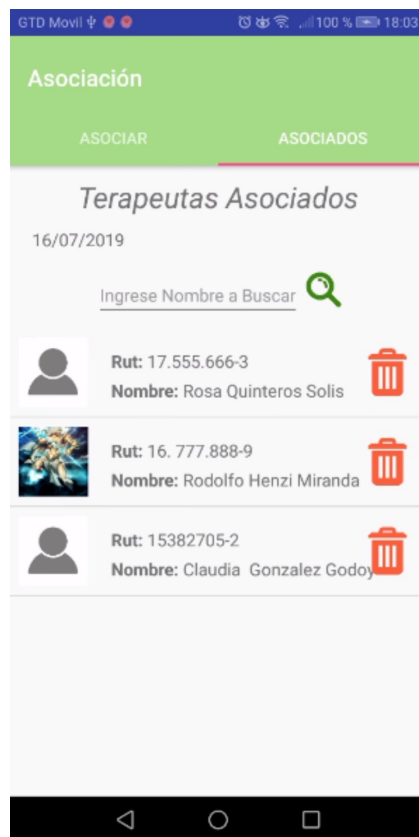 GTD Movil 100 % 18:03
Asociación
ASOCIAR ASOCIADOS
Terapeutas Asociados
16/07/2019
Ingrese Nombre a Buscar
Rut: 17.555.666-3
Nombre: Rosa Quinteros Solis
Rut: 16. 777.888-9
Nombre: Rodolfo Henzi Miranda
Rut: 15382705-2
Nombre: Claudia  Gonzalez Godoy